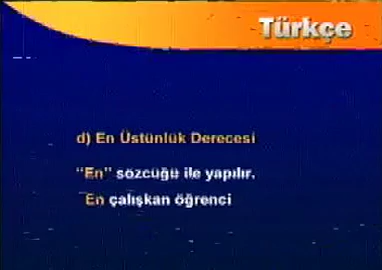 Türkçe
d) En Üstünlük Derecesi
"En" sözcüğü ile yapılır.
En çalışkan öğrenci